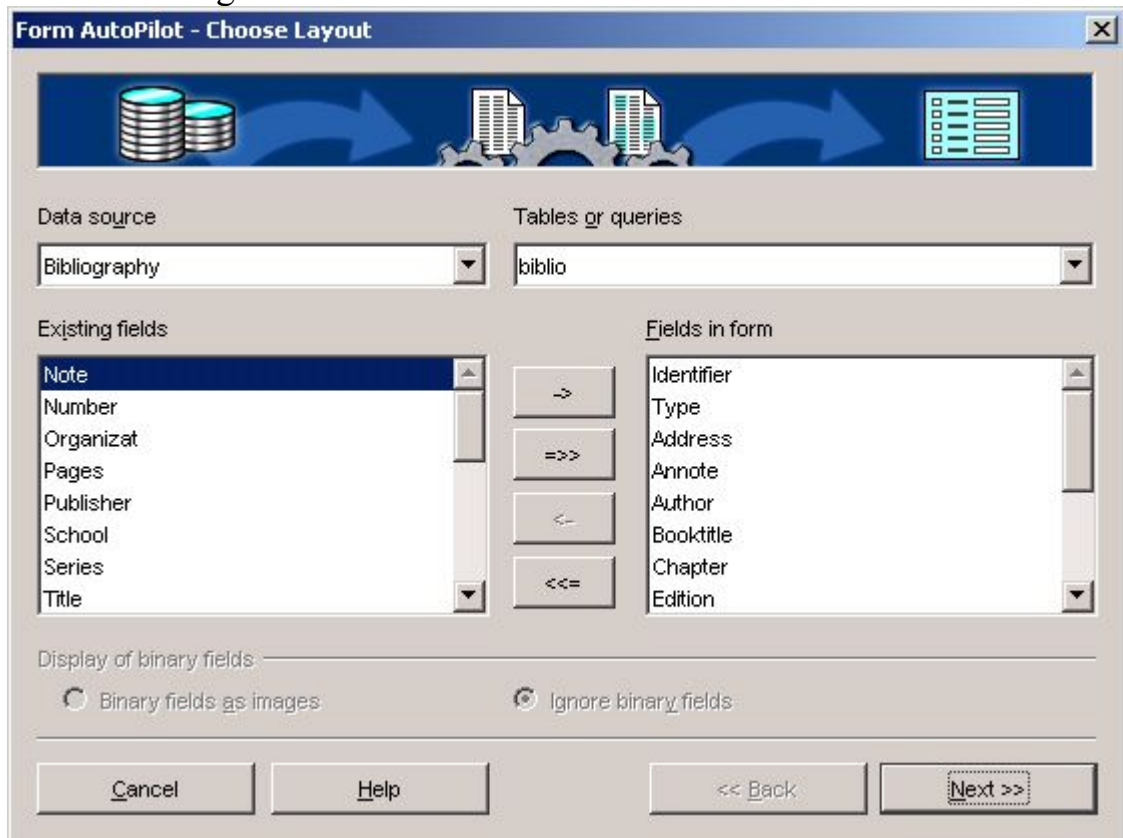 Form AutoPilot - Choose Layout
Data source
Tables or queries
Bibliography
biblio
Existing fields
Fields in form
Note
Number
Organizat
Pages
Publisher
School
Series
Title
->
=>>
<-
<<=
Identifier
Type
Address
Annote
Author
Booktitle
Chapter
Edition
Display of binary fields
Binary fields as images
Ignore binary fields
Cancel
Help
<< Back
Next >>